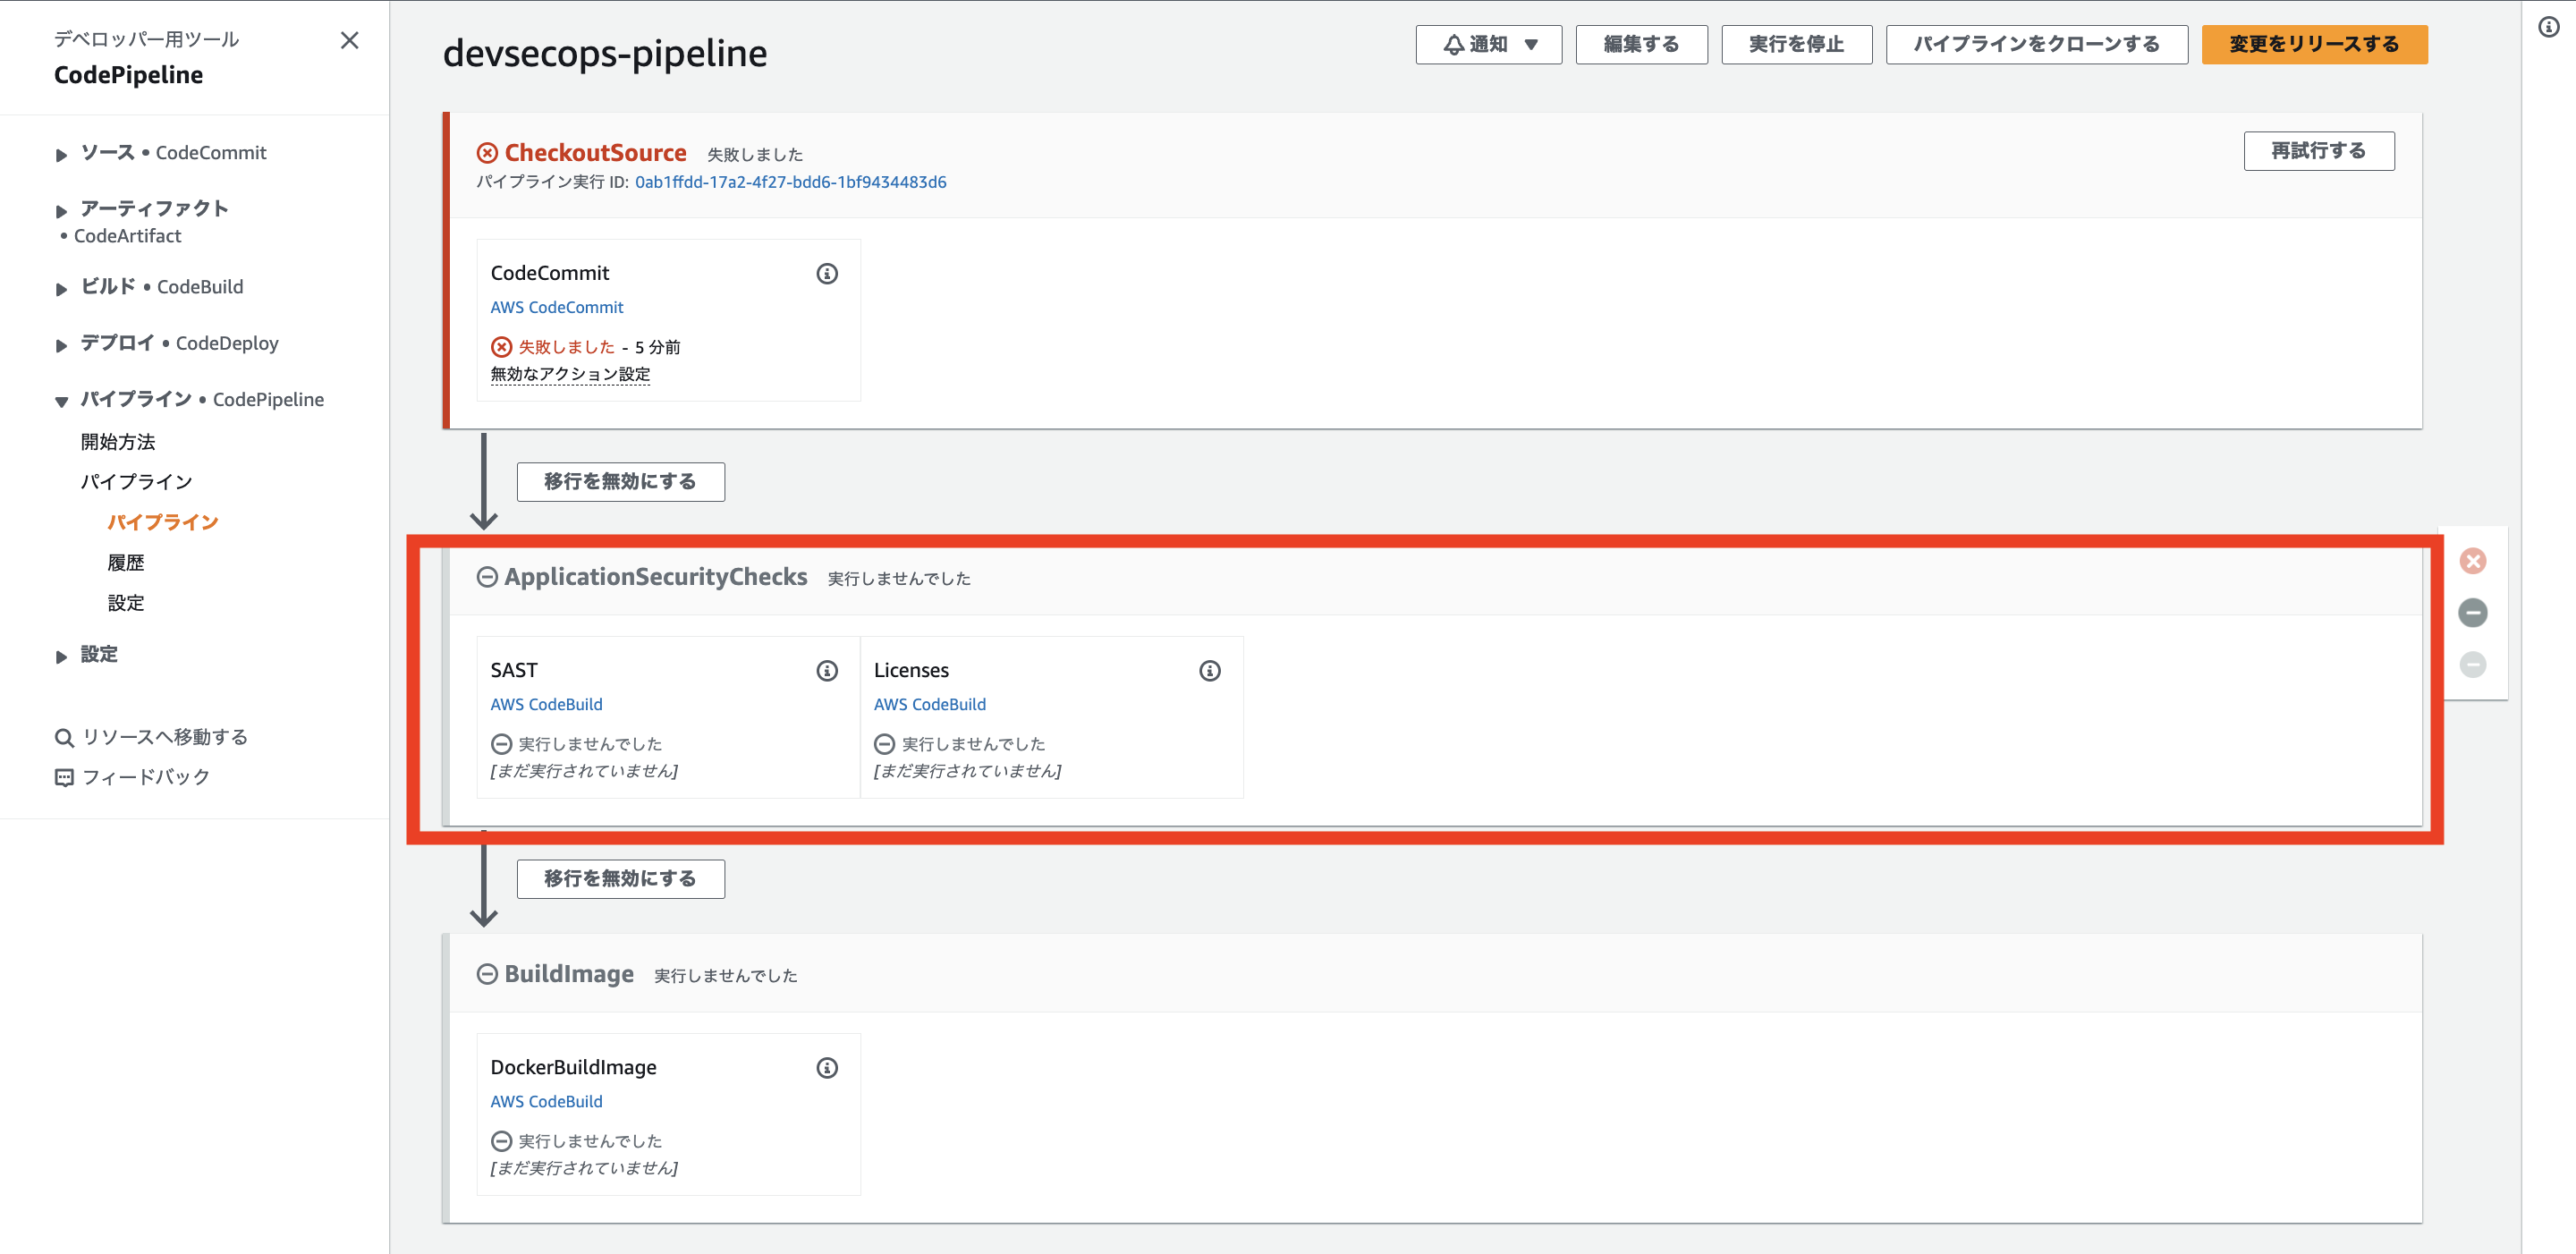 デベロッパー用ツール
CodePipeline
ソース • CodeCommit
アーティファクト
• CodeArtifact
ビルド • CodeBuild
デプロイ • CodeDeploy
パイプライン • CodePipeline
開始方法
パイプライン
パイプライン
履歴
設定
設定
リソースへ移動する
フィードバック
devsecops-pipeline
通知
編集する
実行を停止
パイプラインをクローンする
変更をリリースする
CheckoutSource 失敗しました
再試行する
パイプライン実行 ID: 0ab1ffdd-17a2-4f27-bdd6-1bf9434483d6
CodeCommit
AWS CodeCommit
失敗しました - 5 分前
無効なアクション設定
移行を無効にする
ApplicationSecurityChecks 実行しませんでした
SAST
AWS CodeBuild
実行しませんでした
[まだ実行されていません]
Licenses
AWS CodeBuild
実行しませんでした
[まだ実行されていません]
移行を無効にする
BuildImage 実行しませんでした
DockerBuildImage
AWS CodeBuild
実行しませんでした
[まだ実行されていません]